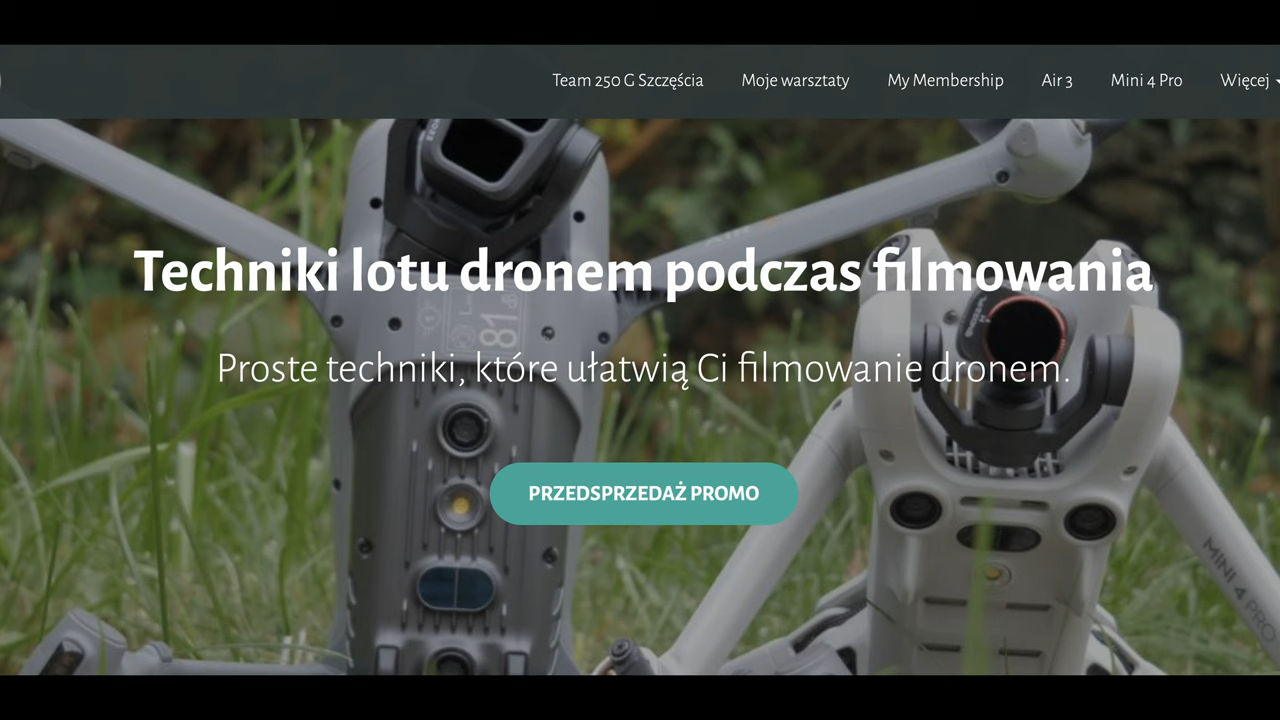 Team 250 G Szczęścia
Moje warsztaty
My Membership
Air 3
Mini 4 Pro
Więcej
Techniki lotu dronem podczas filmowania
81
Proste techniki, które ułatwią Ci filmowanie dronem.
PRZEDSPRZEDAŻ PROMO
MINI 4 PRO